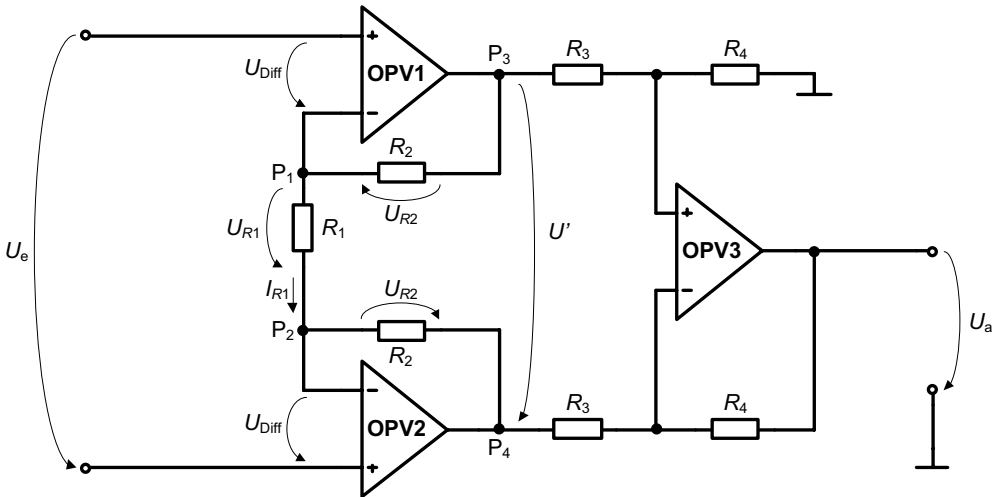 +
OPV1
−
U_Diff
P₃
R₃
R₄
R₂
P₁
U_R2
U_R1
R₁
U_e
U'
+
OPV3
−
I_R1
U_R2
P₂
R₂
U_a
−
OPV2
+
U_Diff
P₄
R₃
R₄